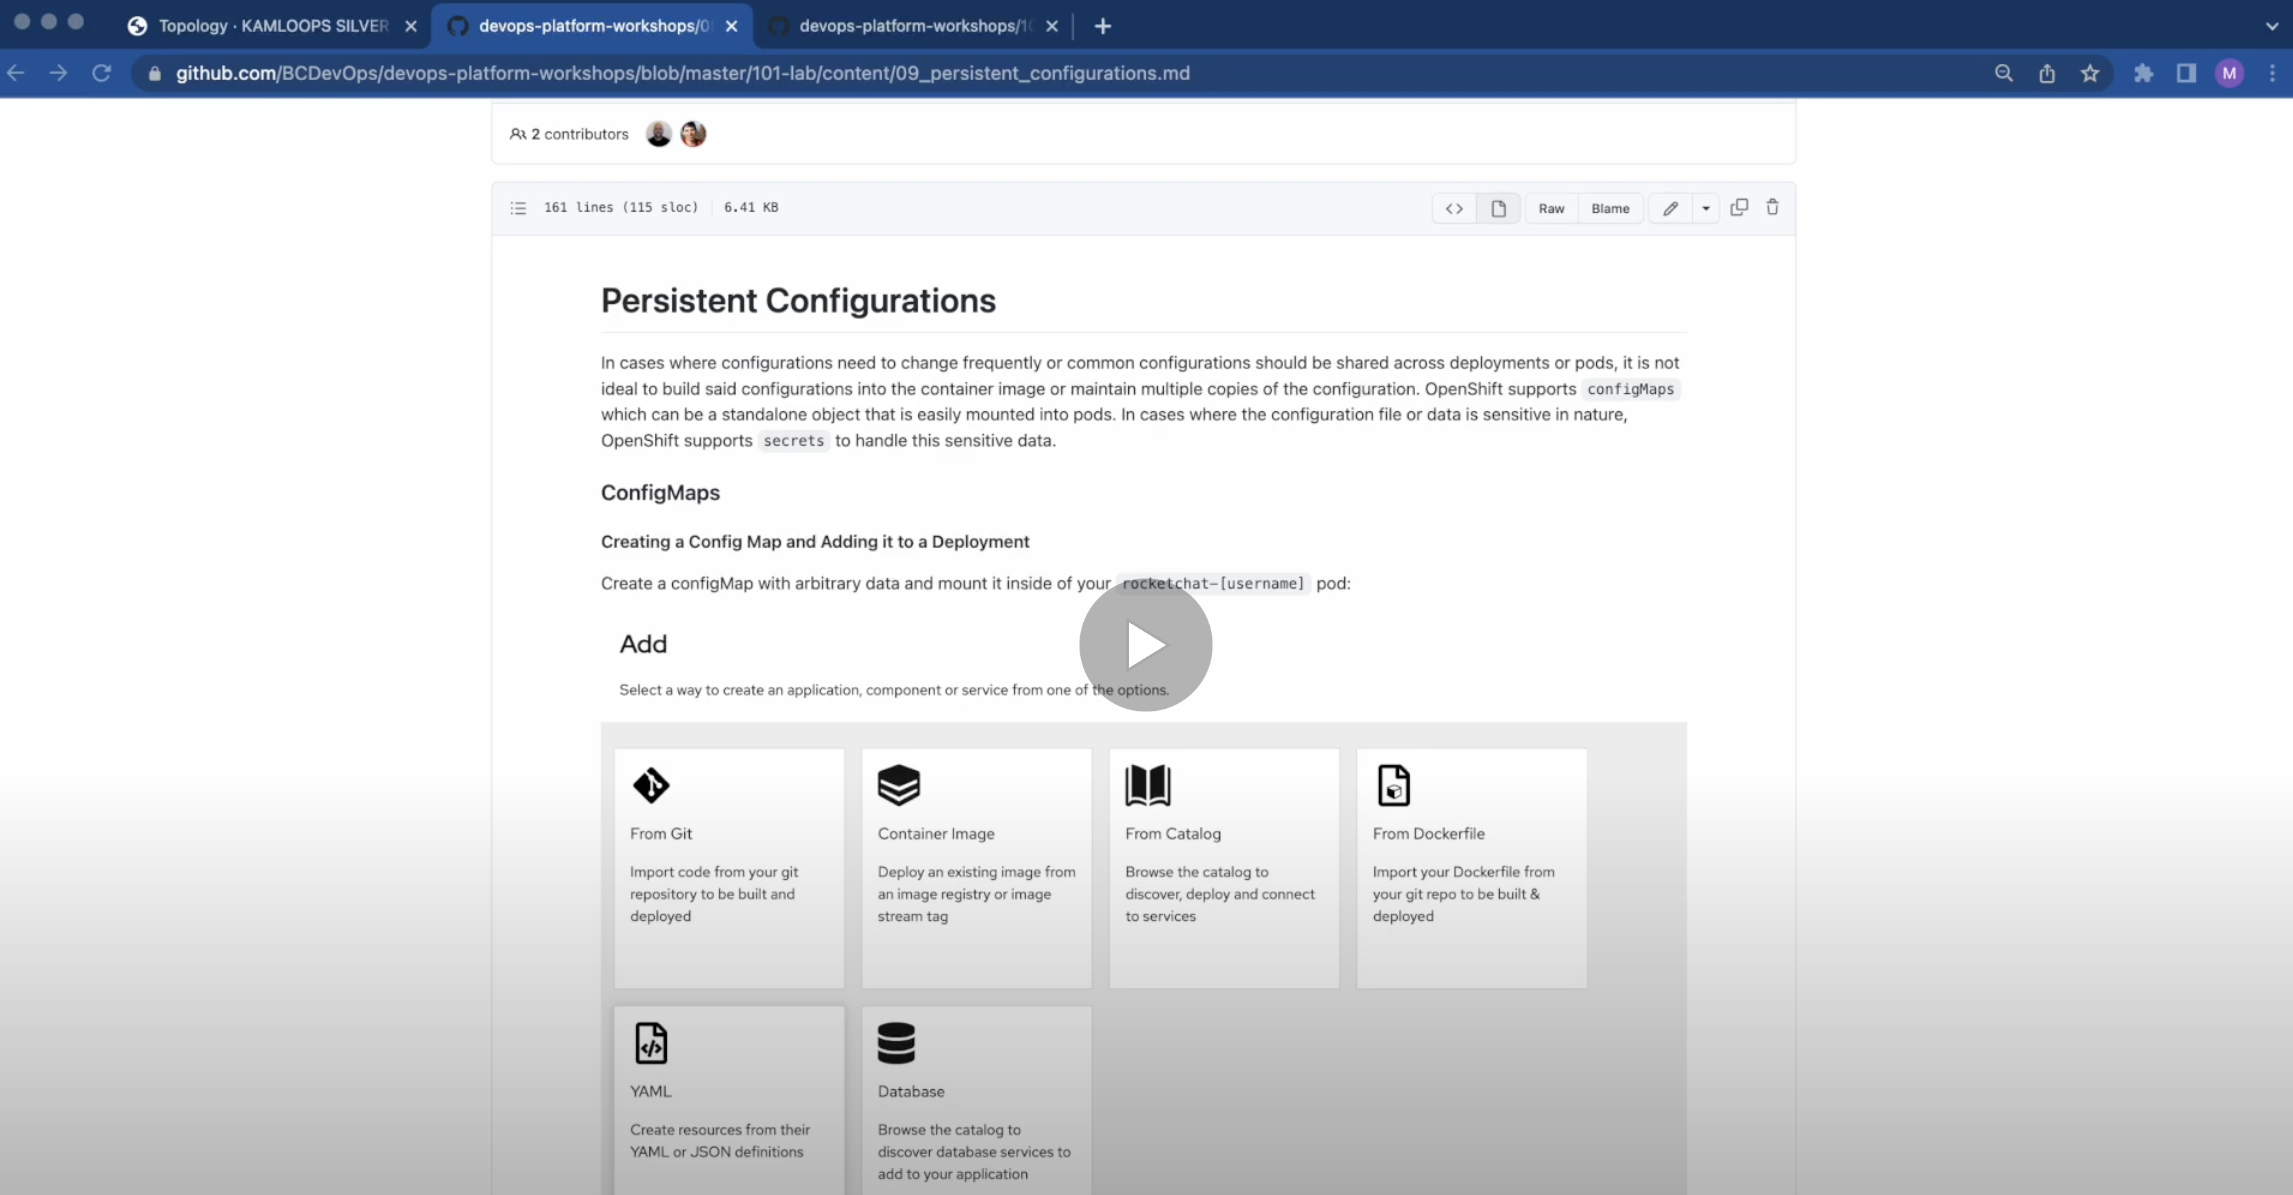 Topology · KAMLOOPS SILVER
devops-platform-workshops/0
devops-platform-workshops/1
github.com/BCDevOps/devops-platform-workshops/blob/master/101-lab/content/09_persistent_configurations.md
M
2 contributors
161 lines (115 sloc)
6.41 KB
Raw
Blame
Persistent Configurations
In cases where configurations need to change frequently or common configurations should be shared across deployments or pods, it is not
ideal to build said configurations into the container image or maintain multiple copies of the configuration. OpenShift supports configMaps
which can be a standalone object that is easily mounted into pods. In cases where the configuration file or data is sensitive in nature,
OpenShift supports secrets to handle this sensitive data.
ConfigMaps
Creating a Config Map and Adding it to a Deployment
Create a configMap with arbitrary data and mount it inside of your rocketchat-[username] pod:
Add
Select a way to create an application, component or service from one of the options.
From Git
Import code from your git
repository to be built and
deployed
Container Image
Deploy an existing image from
an image registry or image
stream tag
From Catalog
Browse the catalog to
discover, deploy and connect
to services
From Dockerfile
Import your Dockerfile from
your git repo to be built &
deployed
YAML
Create resources from their
YAML or JSON definitions
Database
Browse the catalog to
discover database services to
add to your application